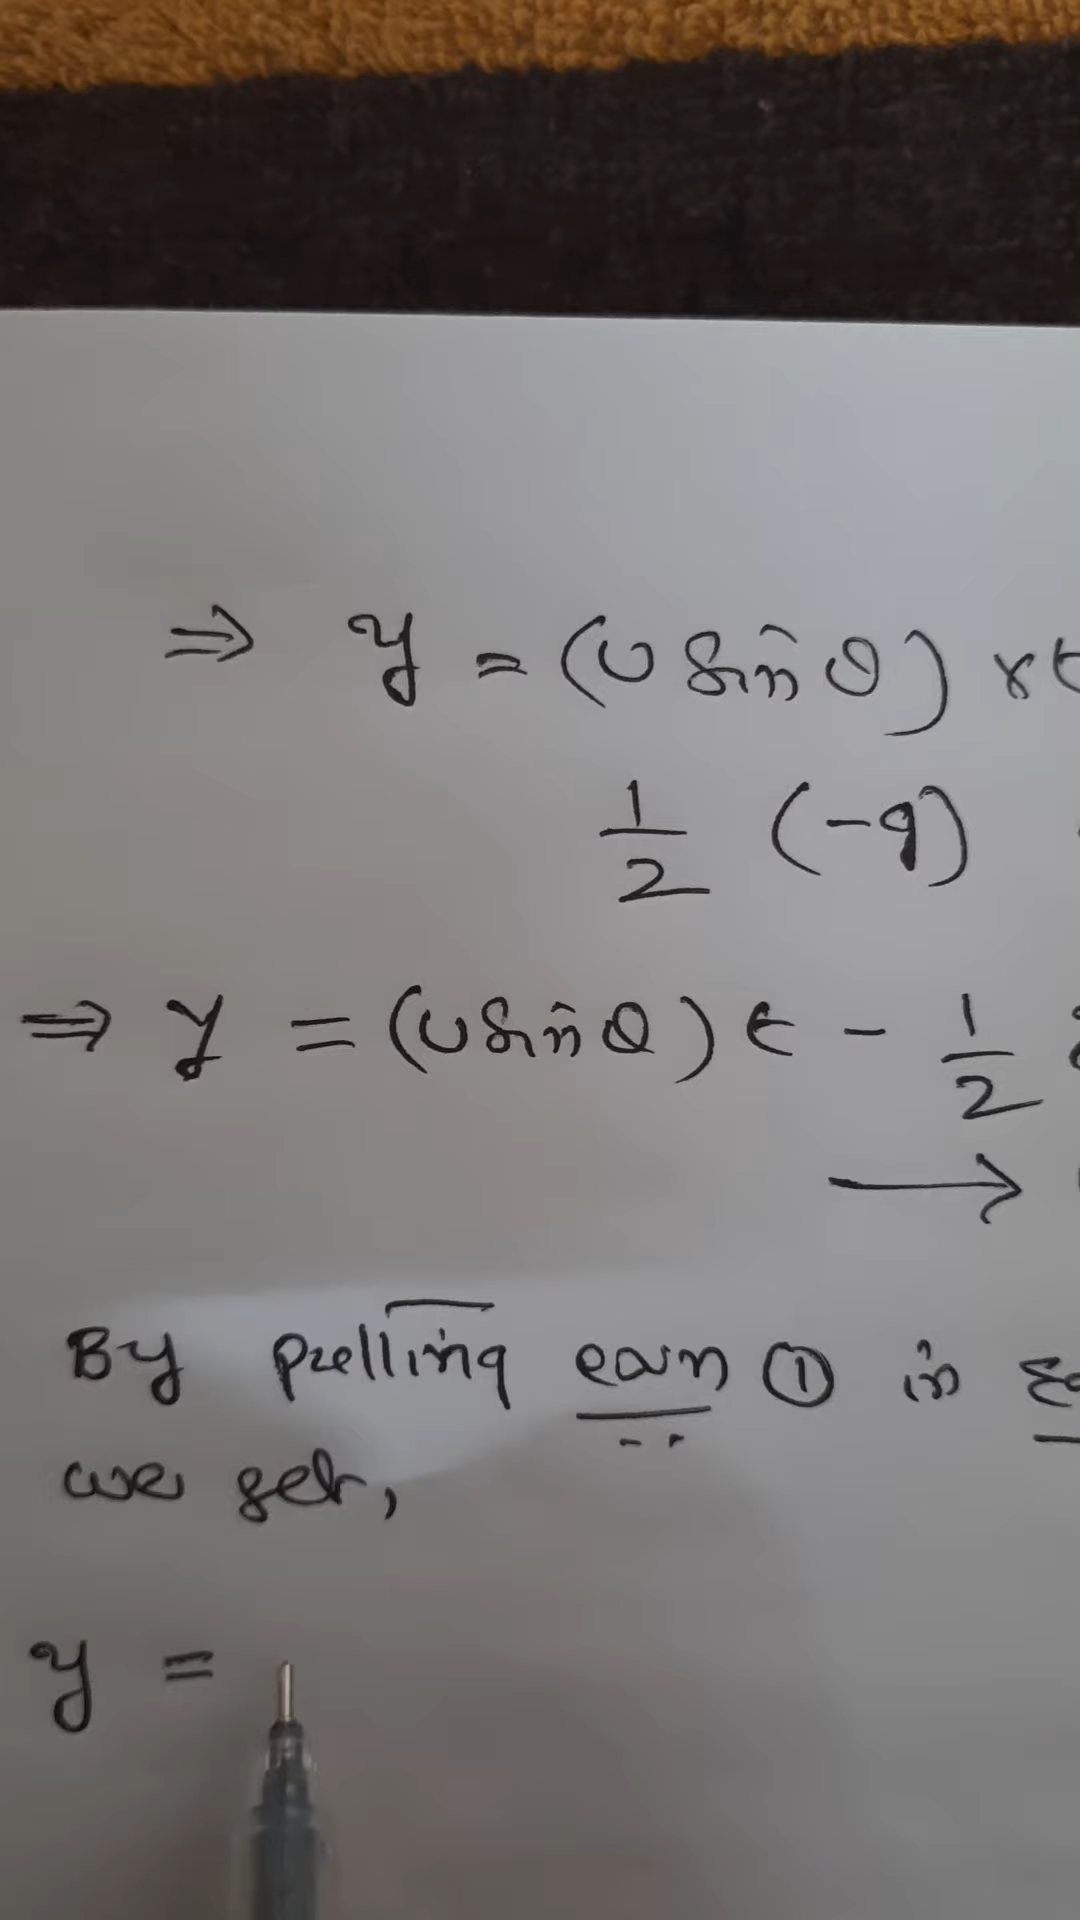 ⇒ y = (u sin θ) x t
1/2 (-g)
⇒ y = (u sin θ) t - 1/2
→
By putting eqn ① in
we get,
y =